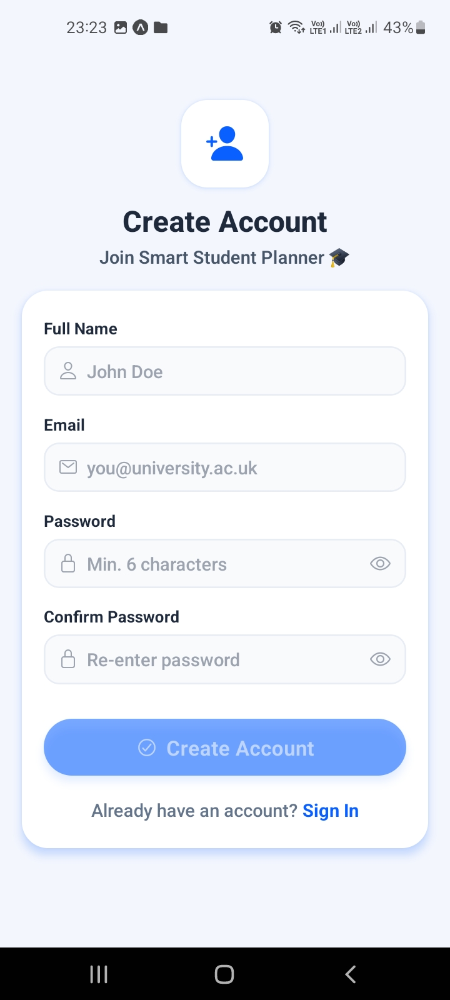 23:23
Vo)) LTE1 Vo)) LTE2 43%
Create Account
Join Smart Student Planner 🎓
Full Name
John Doe
Email
you@university.ac.uk
Password
Min. 6 characters
Confirm Password
Re-enter password
Create Account
Already have an account? Sign In